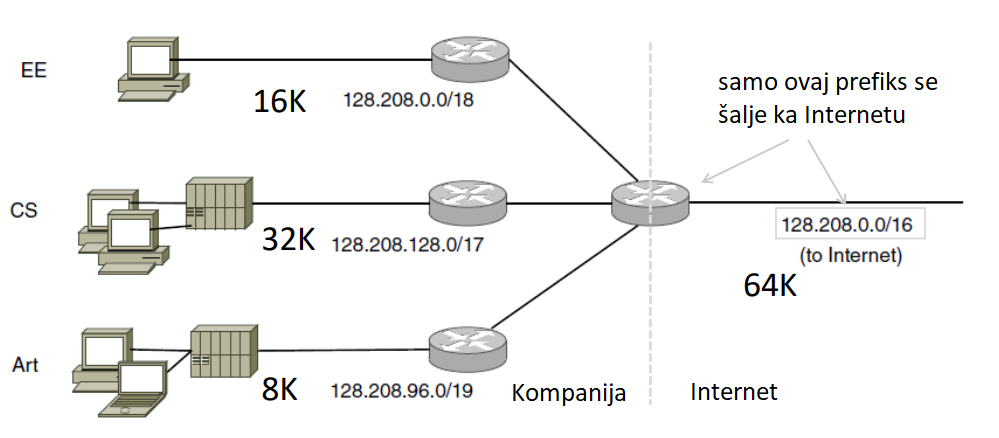 EE
16K
128.208.0.0/18
samo ovaj prefiks se
šalje ka Internetu
CS
32K
128.208.128.0/17
128.208.0.0/16
(to Internet)
64K
Art
8K
128.208.96.0/19
Kompanija
Internet